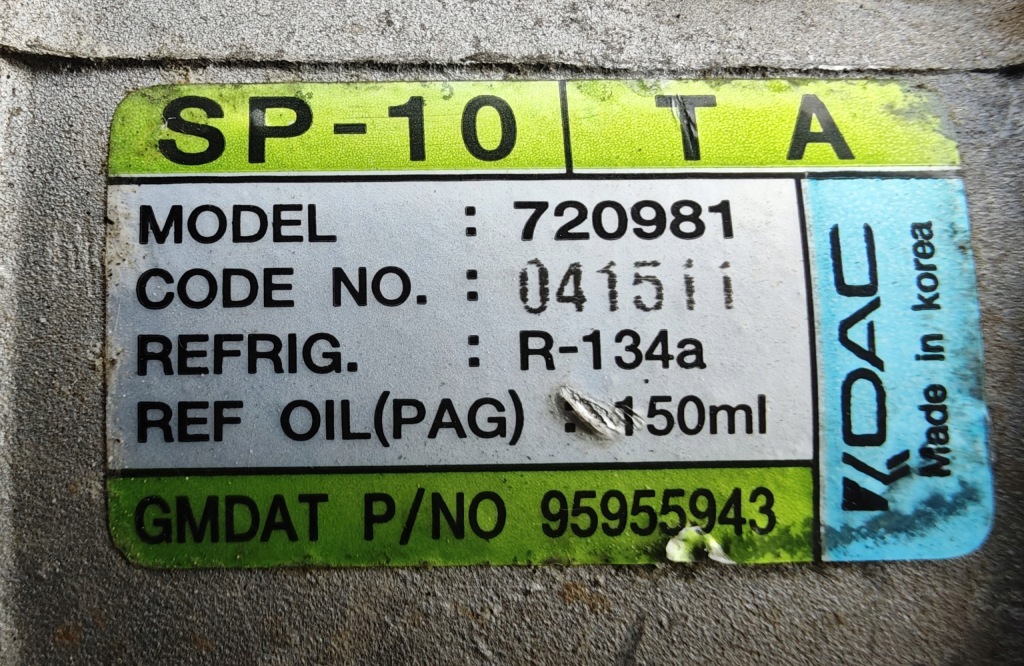 SP-10 T A
MODEL : 720981
CODE NO. : 041511
REFRIG. : R-134a
REF OIL(PAG) : 150ml
GMDAT P/NO 95955943
KDAC
Made in korea